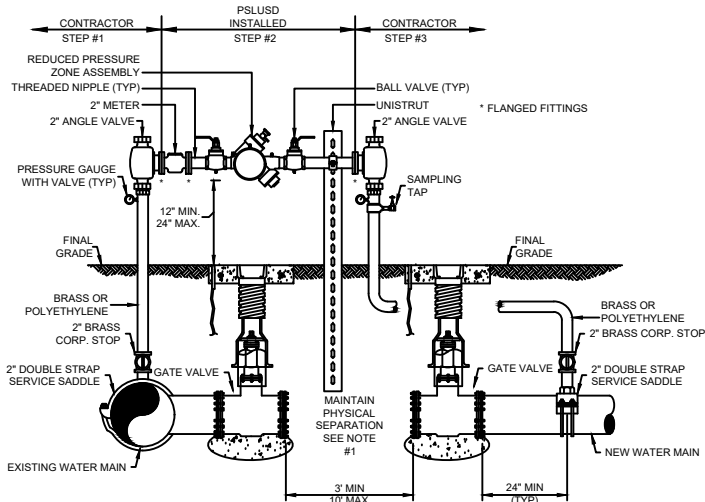 CONTRACTOR
STEP #1
PSLUSD
INSTALLED
STEP #2
CONTRACTOR
STEP #3
REDUCED PRESSURE
ZONE ASSEMBLY
THREADED NIPPLE (TYP)
2" METER
2" ANGLE VALVE
BALL VALVE (TYP)
UNISTRUT
2" ANGLE VALVE
* FLANGED FITTINGS
PRESSURE GAUGE
WITH VALVE (TYP)
*
*
*
SAMPLING
TAP
12" MIN.
24" MAX.
FINAL
GRADE
FINAL
GRADE
BRASS OR
POLYETHYLENE
BRASS OR
POLYETHYLENE
2" BRASS
CORP. STOP
2" BRASS
CORP. STOP
2" DOUBLE STRAP
SERVICE SADDLE
GATE VALVE
GATE VALVE
2" DOUBLE STRAP
SERVICE SADDLE
MAINTAIN
PHYSICAL
SEPARATION
SEE NOTE
#1
EXISTING WATER MAIN
NEW WATER MAIN
3' MIN
10' MAX
24" MIN
(TYP)